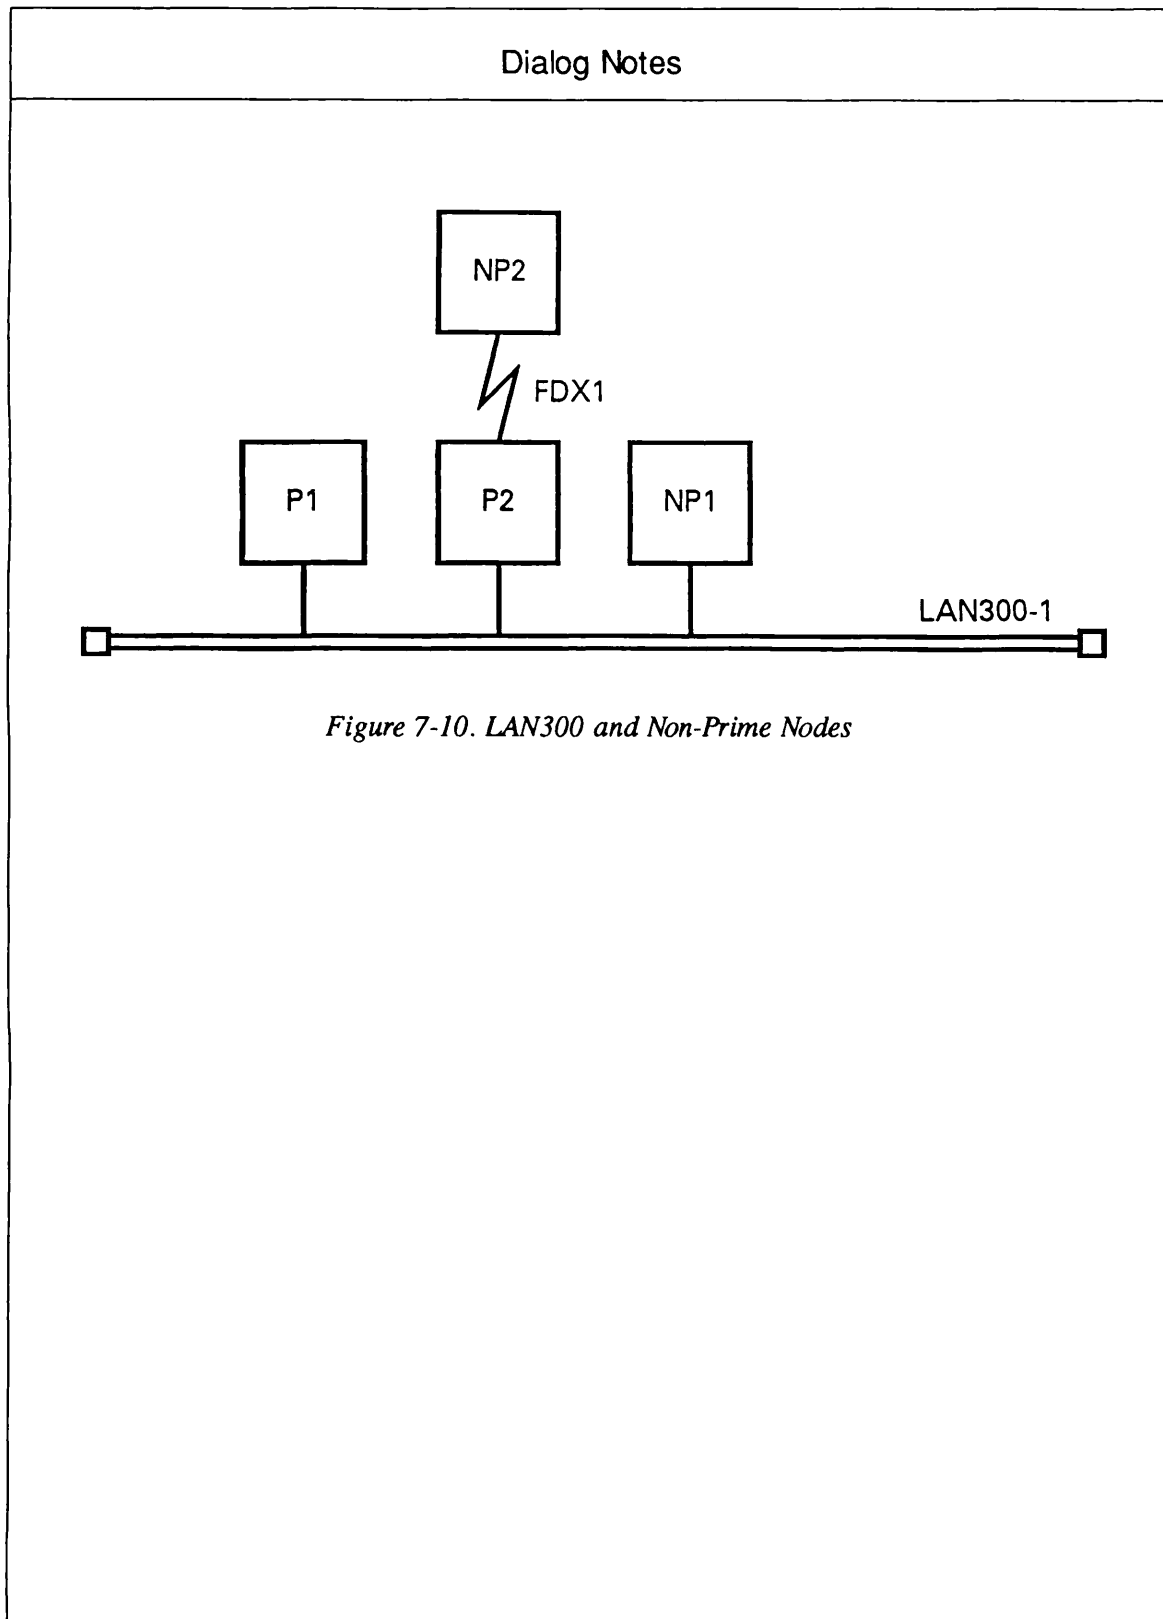 Dialog Notes
NP2
FDX1
P1
P2
NP1
LAN300-1
Figure 7-10. LAN300 and Non-Prime Nodes